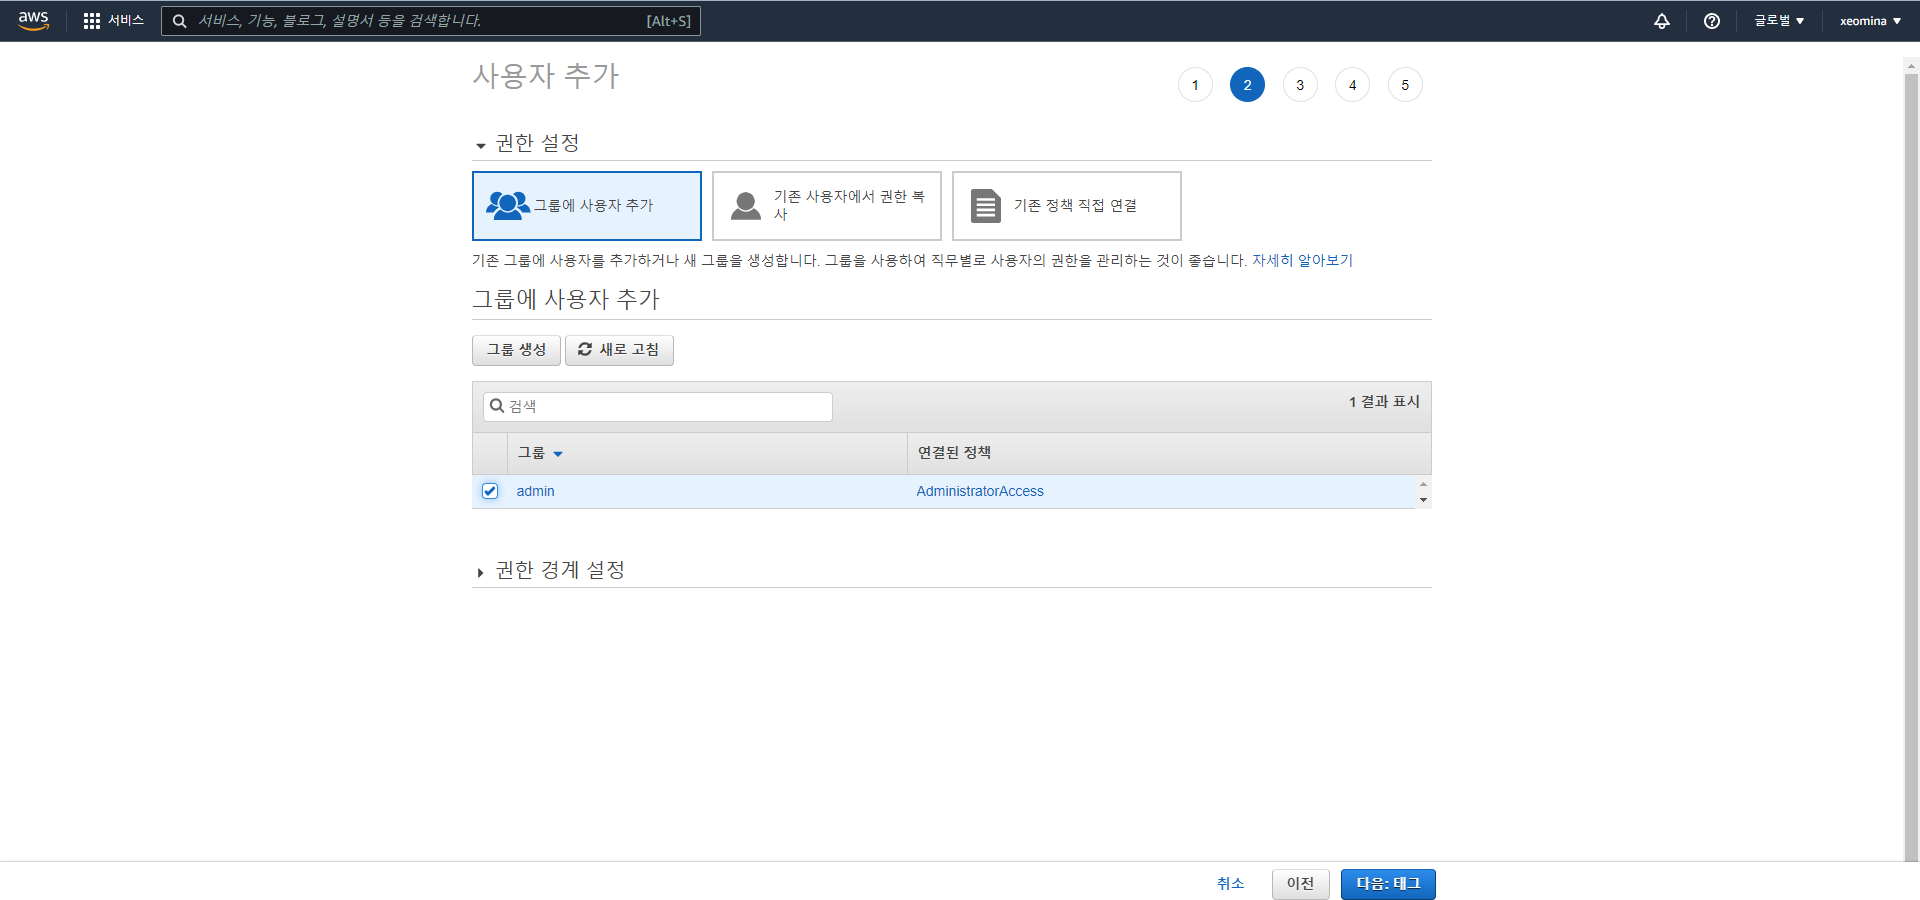 aws 서비스 서비스, 기능, 블로그, 설명서 등을 검색합니다. [Alt+S] 글로벌 xeomina
사용자 추가
1 2 3 4 5
권한 설정
그룹에 사용자 추가
기존 사용자에서 권한 복
사
기존 정책 직접 연결
기존 그룹에 사용자를 추가하거나 새 그룹을 생성합니다. 그룹을 사용하여 직무별로 사용자의 권한을 관리하는 것이 좋습니다. 자세히 알아보기
그룹에 사용자 추가
그룹 생성 새로 고침
검색 1 결과 표시
그룹 연결된 정책
admin AdministratorAccess
권한 경계 설정
취소 이전 다음: 태그